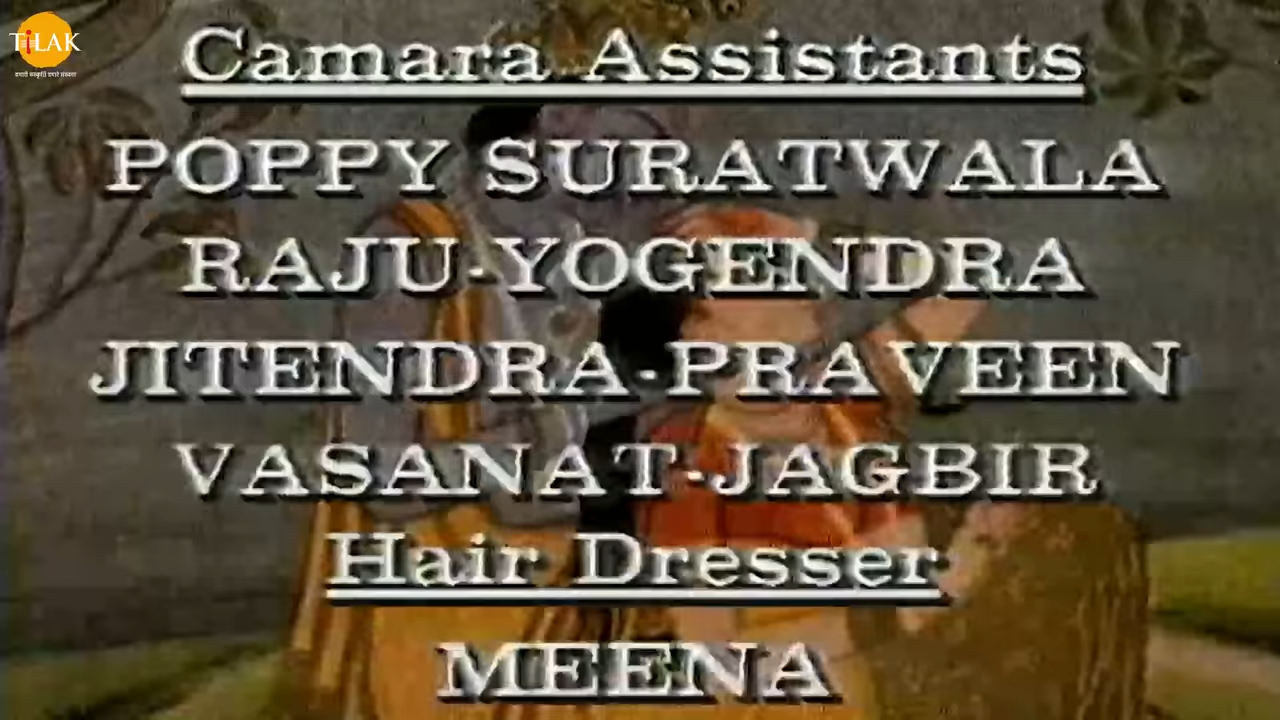 TiLAK
Camara Assistants
POPPY SURATWALA
RAJU-YOGENDRA
JITENDRA-PRAVEEN
VASANAT-JAGBIR
Hair Dresser
MEENA